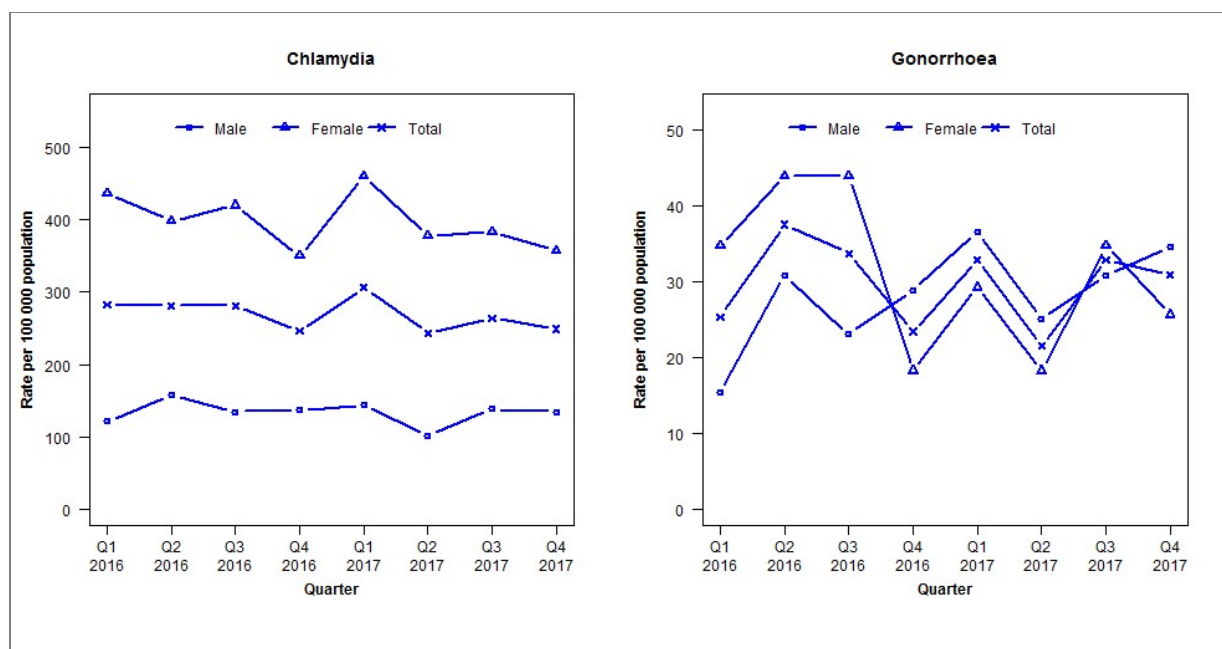 Chlamydia
Male Female Total
Rate per 100 000 population
500
400
300
200
100
0
Q1 Q2 Q3 Q4 Q1 Q2 Q3 Q4
2016 2016 2016 2016 2017 2017 2017 2017
Quarter
Gonorrhoea
Male Female Total
Rate per 100 000 population
50
40
30
20
10
0
Q1 Q2 Q3 Q4 Q1 Q2 Q3 Q4
2016 2016 2016 2016 2017 2017 2017 2017
Quarter